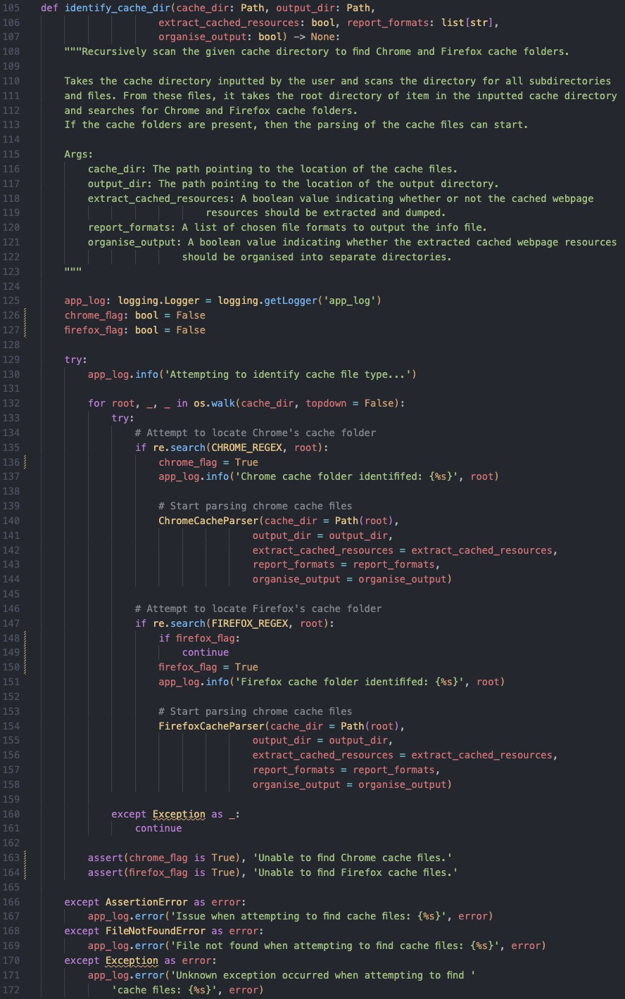 105 def identify_cache_dir(cache_dir: Path, output_dir: Path,
106                     extract_cached_resources: bool, report_formats: list[str],
107                     organise_output: bool) -> None:
108     """Recursively scan the given cache directory to find Chrome and Firefox cache folders.
109
110     Takes the cache directory inputted by the user and scans the directory for all subdirectories
111     and files. From these files, it takes the root directory of item in the inputted cache directory
112     and searches for Chrome and Firefox cache folders.
113     If the cache folders are present, then the parsing of the cache files can start.
114
115     Args:
116         cache_dir: The path pointing to the location of the cache files.
117         output_dir: The path pointing to the location of the output directory.
118         extract_cached_resources: A boolean value indicating whether or not the cached webpage
119                             resources should be extracted and dumped.
120         report_formats: A list of chosen file formats to output the info file.
121         organise_output: A boolean value indicating whether the extracted cached webpage resources
122                         should be organised into separate directories.
123     """
124
125     app_log: logging.Logger = logging.getLogger('app_log')
126     chrome_flag: bool = False
127     firefox_flag: bool = False
128
129     try:
130         app_log.info('Attempting to identify cache file type...')
131
132         for root, _, _ in os.walk(cache_dir, topdown = False):
133             try:
134                 # Attempt to locate Chrome's cache folder
135                 if re.search(CHROME_REGEX, root):
136                     chrome_flag = True
137                     app_log.info('Chrome cache folder identififed: {%s}', root)
138
139                     # Start parsing chrome cache files
140                     ChromeCacheParser(cache_dir = Path(root),
141                                     output_dir = output_dir,
142                                     extract_cached_resources = extract_cached_resources,
143                                     report_formats = report_formats,
144                                     organise_output = organise_output)
145
146                 # Attempt to locate Firefox's cache folder
147                 if re.search(FIREFOX_REGEX, root):
148                     if firefox_flag:
149                         continue
150                     firefox_flag = True
151                     app_log.info('Firefox cache folder identififed: {%s}', root)
152
153                     # Start parsing chrome cache files
154                     FirefoxCacheParser(cache_dir = Path(root),
155                                     output_dir = output_dir,
156                                     extract_cached_resources = extract_cached_resources,
157                                     report_formats = report_formats,
158                                     organise_output = organise_output)
159
160             except Exception as _:
161                 continue
162
163         assert(chrome_flag is True), 'Unable to find Chrome cache files.'
164         assert(firefox_flag is True), 'Unable to find Firefox cache files.'
165
166     except AssertionError as error:
167         app_log.error('Issue when attempting to find cache files: {%s}', error)
168     except FileNotFoundError as error:
169         app_log.error('File not found when attempting to find cache files: {%s}', error)
170     except Exception as error:
171         app_log.error('Unknown exception occurred when attempting to find '
172             'cache files: {%s}', error)